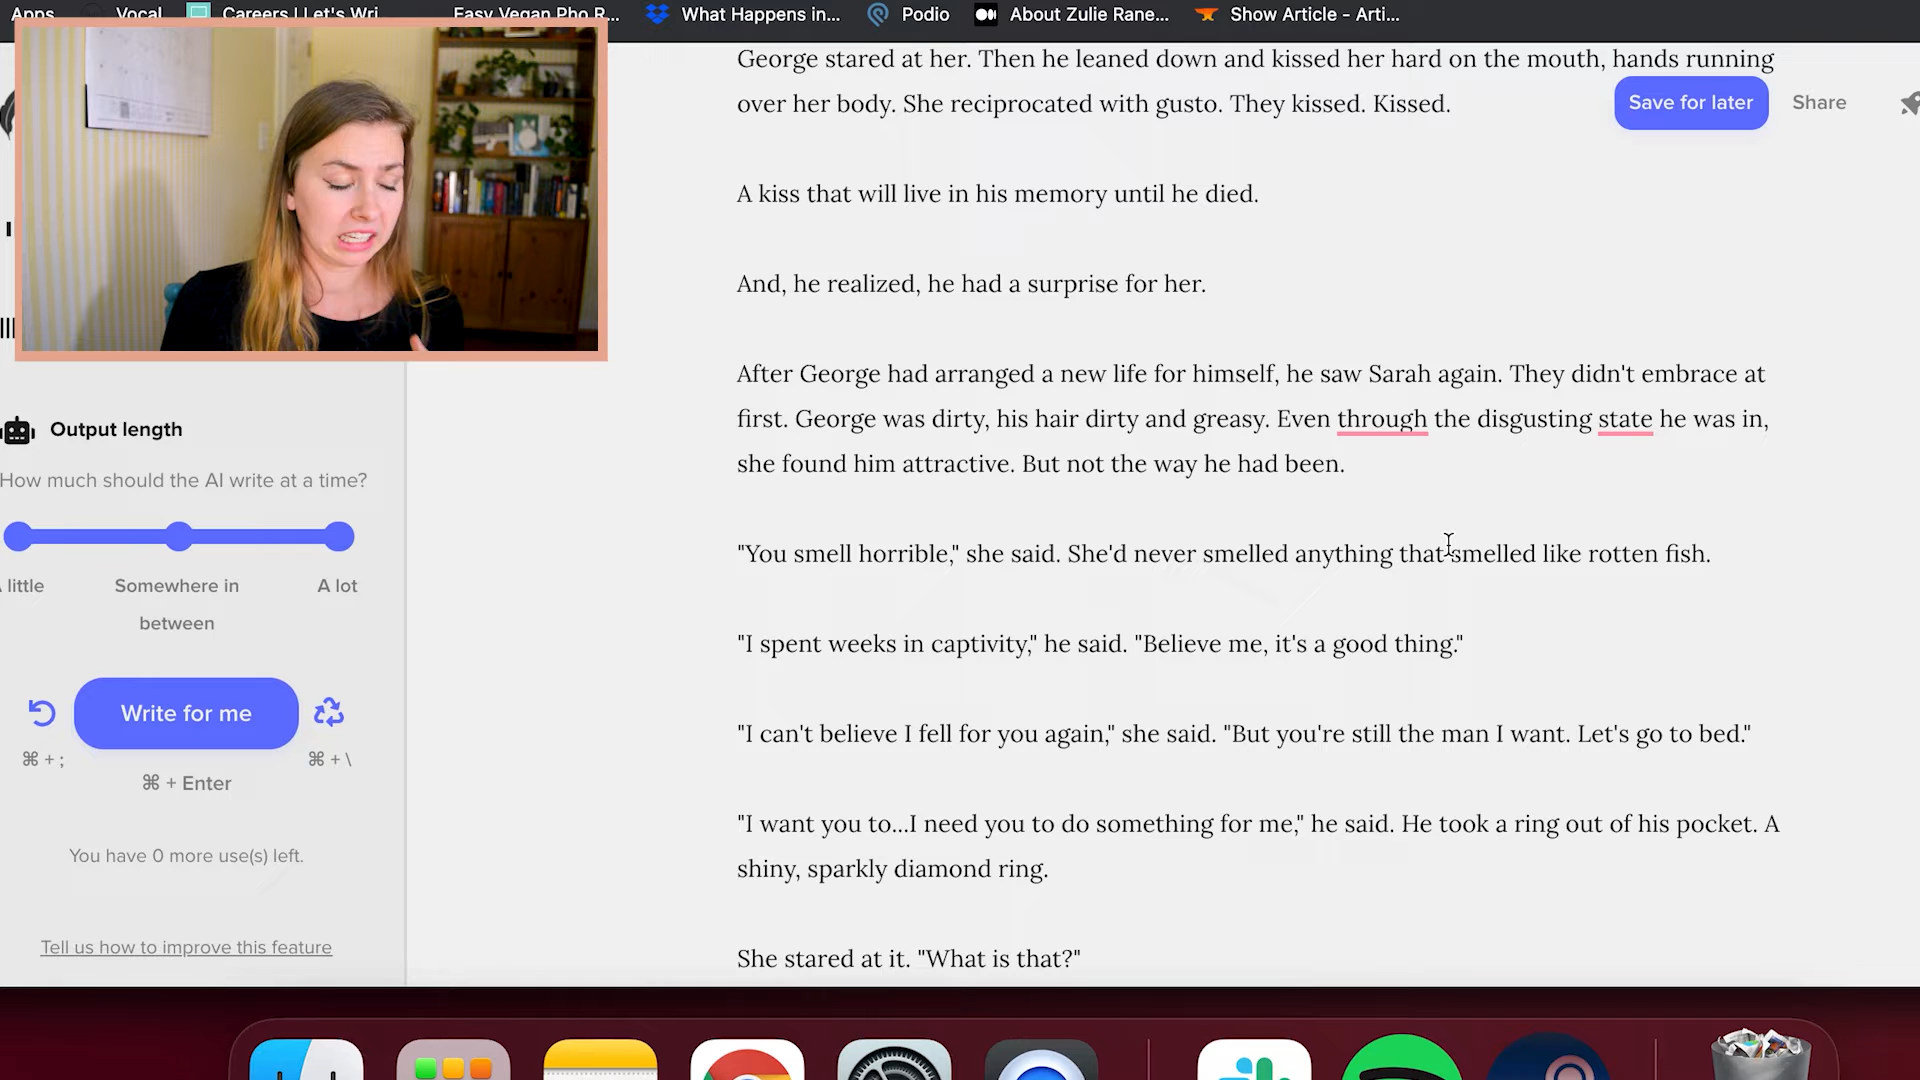 Apps
Vocal
Careers | Let's Wri...
Easy Vegan Pho R...
What Happens in...
Podio
About Zulie Rane...
Show Article - Arti...
George stared at her. Then he leaned down and kissed her hard on the mouth, hands running
over her body. She reciprocated with gusto. They kissed. Kissed.
Save for later
Share
A kiss that will live in his memory until he died.
And, he realized, he had a surprise for her.
After George had arranged a new life for himself, he saw Sarah again. They didn't embrace at
first. George was dirty, his hair dirty and greasy. Even through the disgusting state he was in,
she found him attractive. But not the way he had been.
"You smell horrible," she said. She'd never smelled anything that smelled like rotten fish.
"I spent weeks in captivity," he said. "Believe me, it's a good thing."
"I can't believe I fell for you again," she said. "But you're still the man I want. Let's go to bed."
"I want you to...I need you to do something for me," he said. He took a ring out of his pocket. A
shiny, sparkly diamond ring.
She stared at it. "What is that?"
Output length
How much should the AI write at a time?
little
Somewhere in
between
A lot
Write for me
⌘ + ;
⌘ + \
⌘ + Enter
You have 0 more use(s) left.
Tell us how to improve this feature